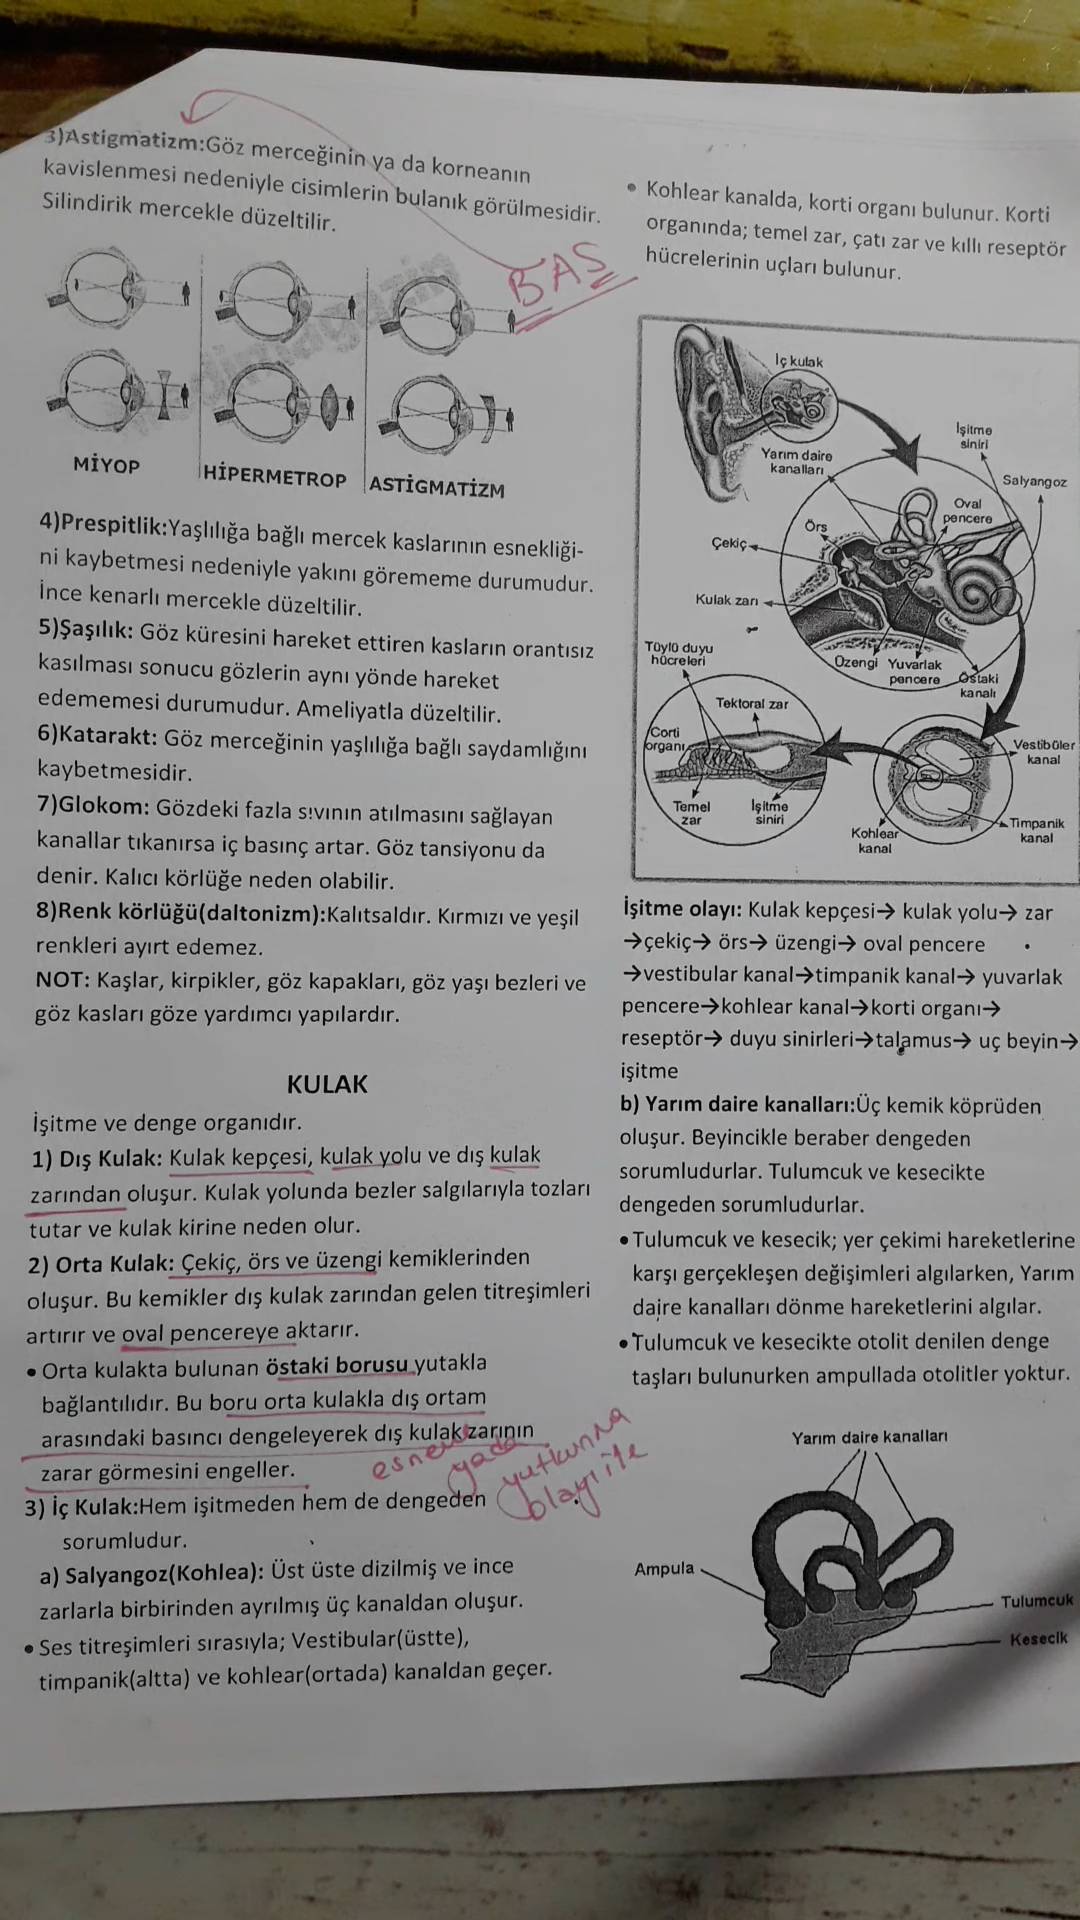 3)Astigmatizm:Göz merceğinin ya da korneanın
kavislenmesi nedeniyle cisimlerin bulanık görülmesidir.
Silindirik mercekle düzeltilir.
BAS
MİYOP
HİPERMETROP
ASTİGMATİZM
4)Prespitlik:Yaşlılığa bağlı mercek kaslarının esnekliği-
ni kaybetmesi nedeniyle yakını görememe durumudur.
İnce kenarlı mercekle düzeltilir.
5)Şaşılık: Göz küresini hareket ettiren kasların orantısız
kasılması sonucu gözlerin aynı yönde hareket
edememesi durumudur. Ameliyatla düzeltilir.
6)Katarakt: Göz merceğinin yaşlılığa bağlı saydamlığını
kaybetmesidir.
7)Glokom: Gözdeki fazla sıvının atılmasını sağlayan
kanallar tıkanırsa iç basınç artar. Göz tansiyonu da
denir. Kalıcı körlüğe neden olabilir.
8)Renk körlüğü(daltonizm):Kalıtsaldır. Kırmızı ve yeşil
renkleri ayırt edemez.
NOT: Kaşlar, kirpikler, göz kapakları, göz yaşı bezleri ve
göz kasları göze yardımcı yapılardır.
KULAK
İşitme ve denge organıdır.
1) Dış Kulak: Kulak kepçesi, kulak yolu ve dış kulak
zarından oluşur. Kulak yolunda bezler salgılarıyla tozları
tutar ve kulak kirine neden olur.
2) Orta Kulak: Çekiç, örs ve üzengi kemiklerinden
oluşur. Bu kemikler dış kulak zarından gelen titreşimleri
artırır ve oval pencereye aktarır.
• Orta kulakta bulunan östaki borusu yutakla
bağlantılıdır. Bu boru orta kulakla dış ortam
arasındaki basıncı dengeleyerek dış kulak zarının
zarar görmesini engeller.
yada
yutkunma
olayı ile
3) İç Kulak:Hem işitmeden hem de dengeden
sorumludur.
a) Salyangoz(Kohlea): Üst üste dizilmiş ve ince
zarlarla birbirinden ayrılmış üç kanaldan oluşur.
• Ses titreşimleri sırasıyla; Vestibular(üstte),
timpanik(altta) ve kohlear(ortada) kanaldan geçer.
• Kohlear kanalda, korti organı bulunur. Korti
organında; temel zar, çatı zar ve kıllı reseptör
hücrelerinin uçları bulunur.
İç kulak
İşitme
siniri
Yarım daire
kanalları
Salyangoz
Oval
pencere
Örs
Çekiç
Kulak zarı
Tüylü duyu
hücreleri
Özengi
Yuvarlak
pencere
Östaki
kanalı
Tektoral zar
Corti
organı
Vestibüler
kanal
Temel
zar
İşitme
siniri
Kohlear
kanal
Timpanik
kanal
İşitme olayı: Kulak kepçesi→ kulak yolu→ zar
→çekiç→ örs→ üzengi→ oval pencere
→vestibular kanal→timpanik kanal→ yuvarlak
pencere→kohlear kanal→korti organı→
reseptör→ duyu sinirleri→talamus→ uç beyin→
işitme
b) Yarım daire kanalları:Üç kemik köprüden
oluşur. Beyincikle beraber dengeden
sorumludurlar. Tulumcuk ve kesecikte
dengeden sorumludurlar.
• Tulumcuk ve kesecik; yer çekimi hareketlerine
karşı gerçekleşen değişimleri algılarken, Yarım
daire kanalları dönme hareketlerini algılar.
• Tulumcuk ve kesecikte otolit denilen denge
taşları bulunurken ampullada otolitler yoktur.
Yarım daire kanalları
Ampula
Tulumcuk
Kesecik